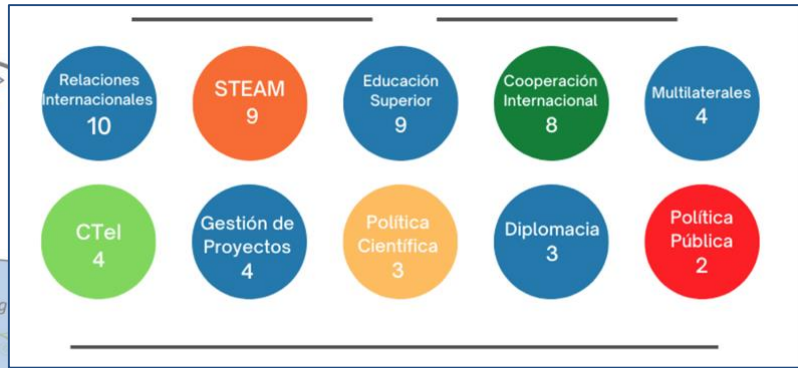 Relaciones
Internacionales
10
STEAM
9
Educación
Superior
9
Cooperación
Internacional
8
Multilaterales
4
CTeI
4
Gestión de
Proyectos
4
Política
Científica
3
Diplomacia
3
Política
Pública
2